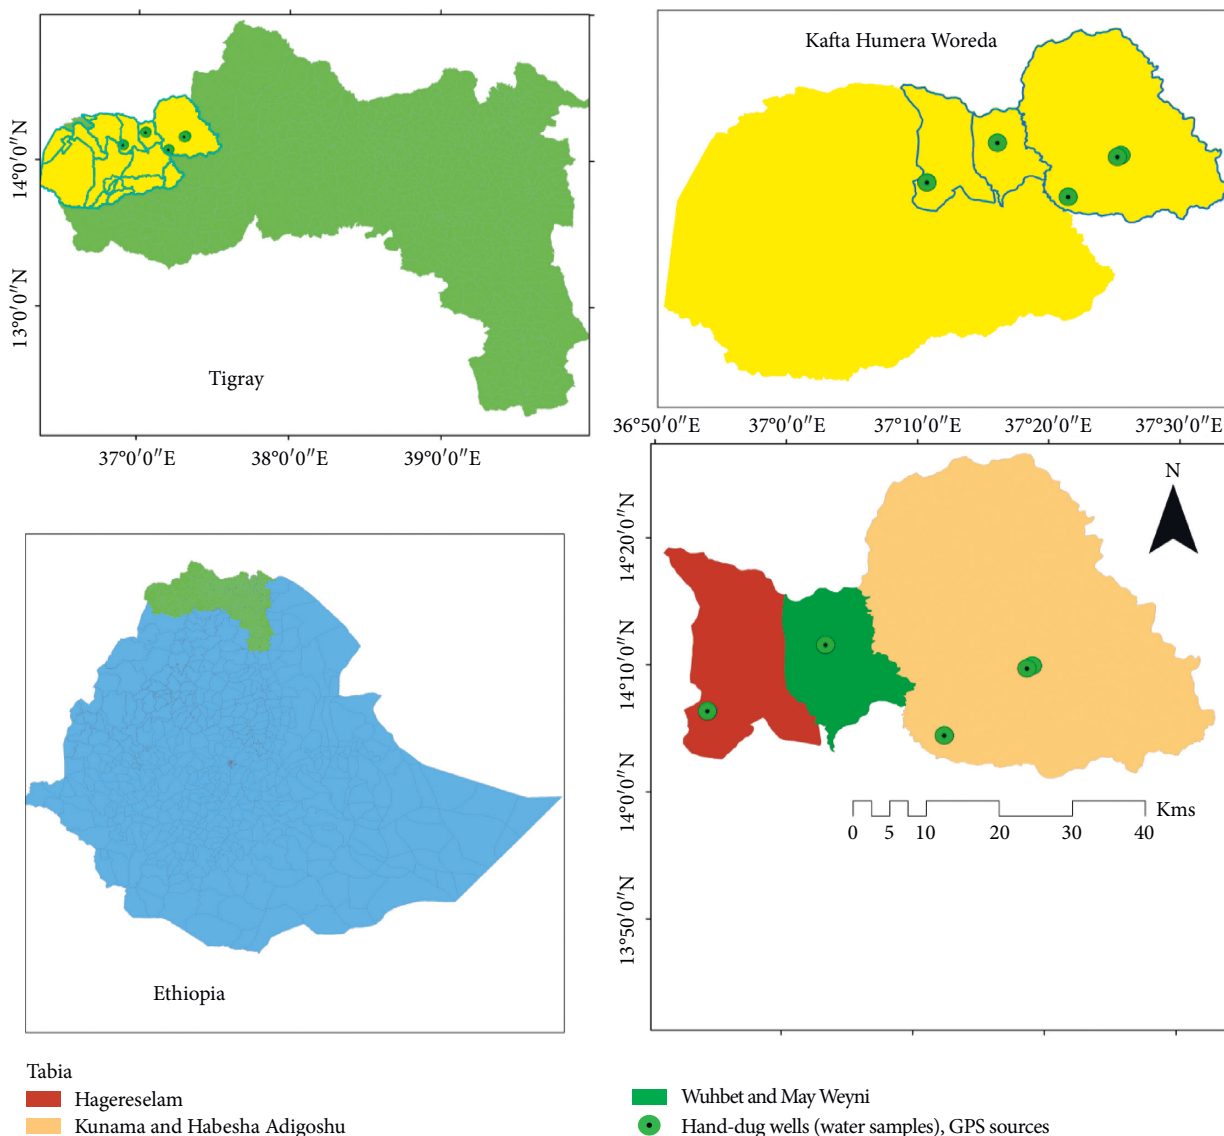 Kafta Humera Woreda
14°0′0″N
13°0′0″N
Tigray
37°0′0″E
38°0′0″E
39°0′0″E
36°50′0″E
37°0′0″E
37°10′0″E
37°20′0″E
37°30′0″E
N
14°20′0″N
14°10′0″N
14°0′0″N
13°50′0″N
Kms
0 5 10 20 30 40
Ethiopia
Tabia
Hagereselam
Kunama and Habesha Adigoshu
Wuhbet and May Weyni
Hand-dug wells (water samples), GPS sources